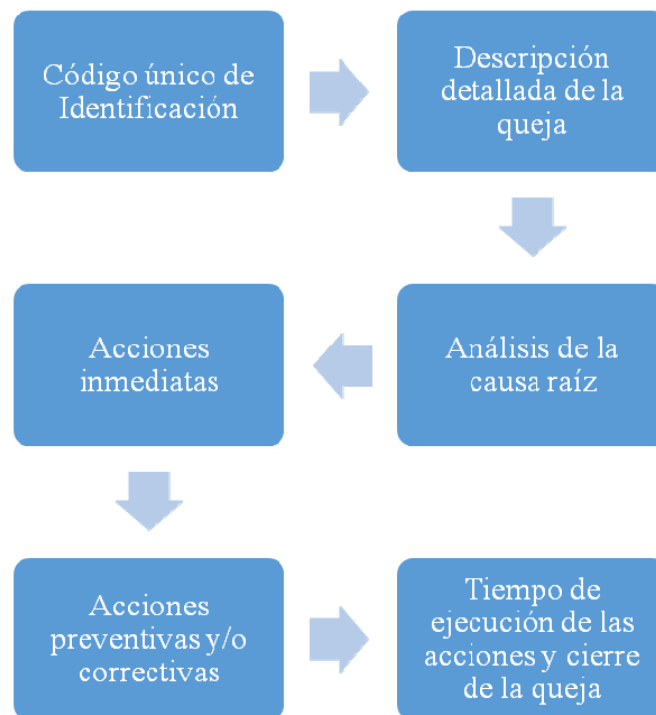 Código único de
Identificación
Descripción
detallada de la
queja
Análisis de la
causa raíz
Acciones
inmediatas
Acciones
preventivas y/o
correctivas
Tiempo de
ejecución de las
acciones y cierre
de la queja